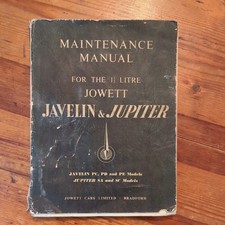 MAINTENANCE
MANUAL
FOR THE 1½ LITRE
JOWETT
JAVELIN & JUPITER
JAVELIN PC, PD and PE Models
JUPITER SA and SC Models
JOWETT CARS LIMITED BRADFORD